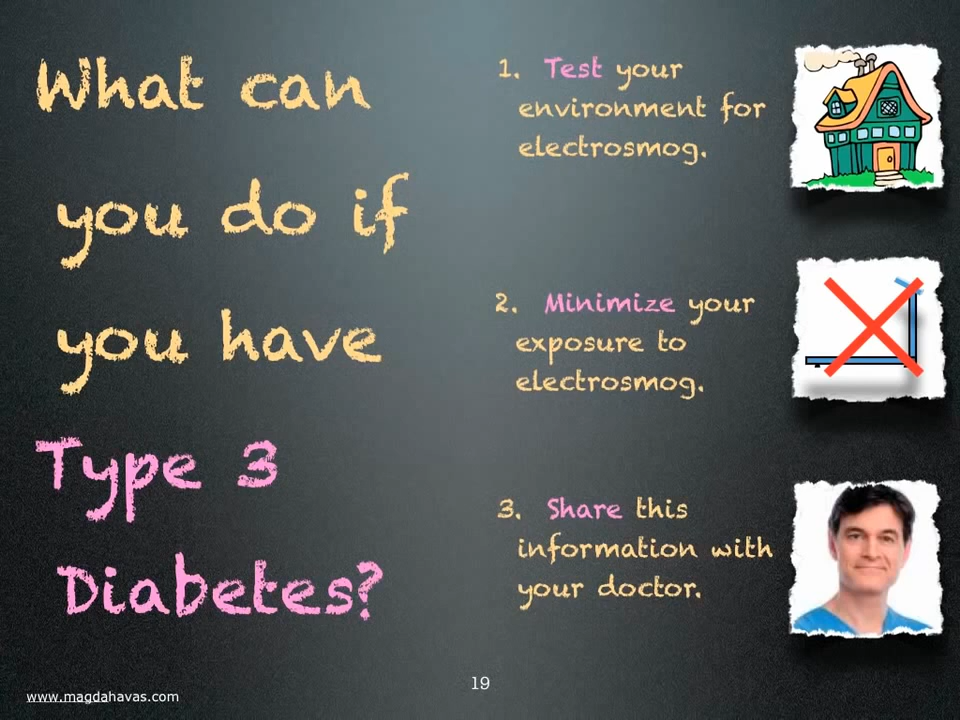 What can
you do if
you have
Type 3
Diabetes?
1. Test your
environment for
electrosmog.
2. Minimize your
exposure to
electrosmog.
3. Share this
information with
your doctor.
19
www.magdahavas.com